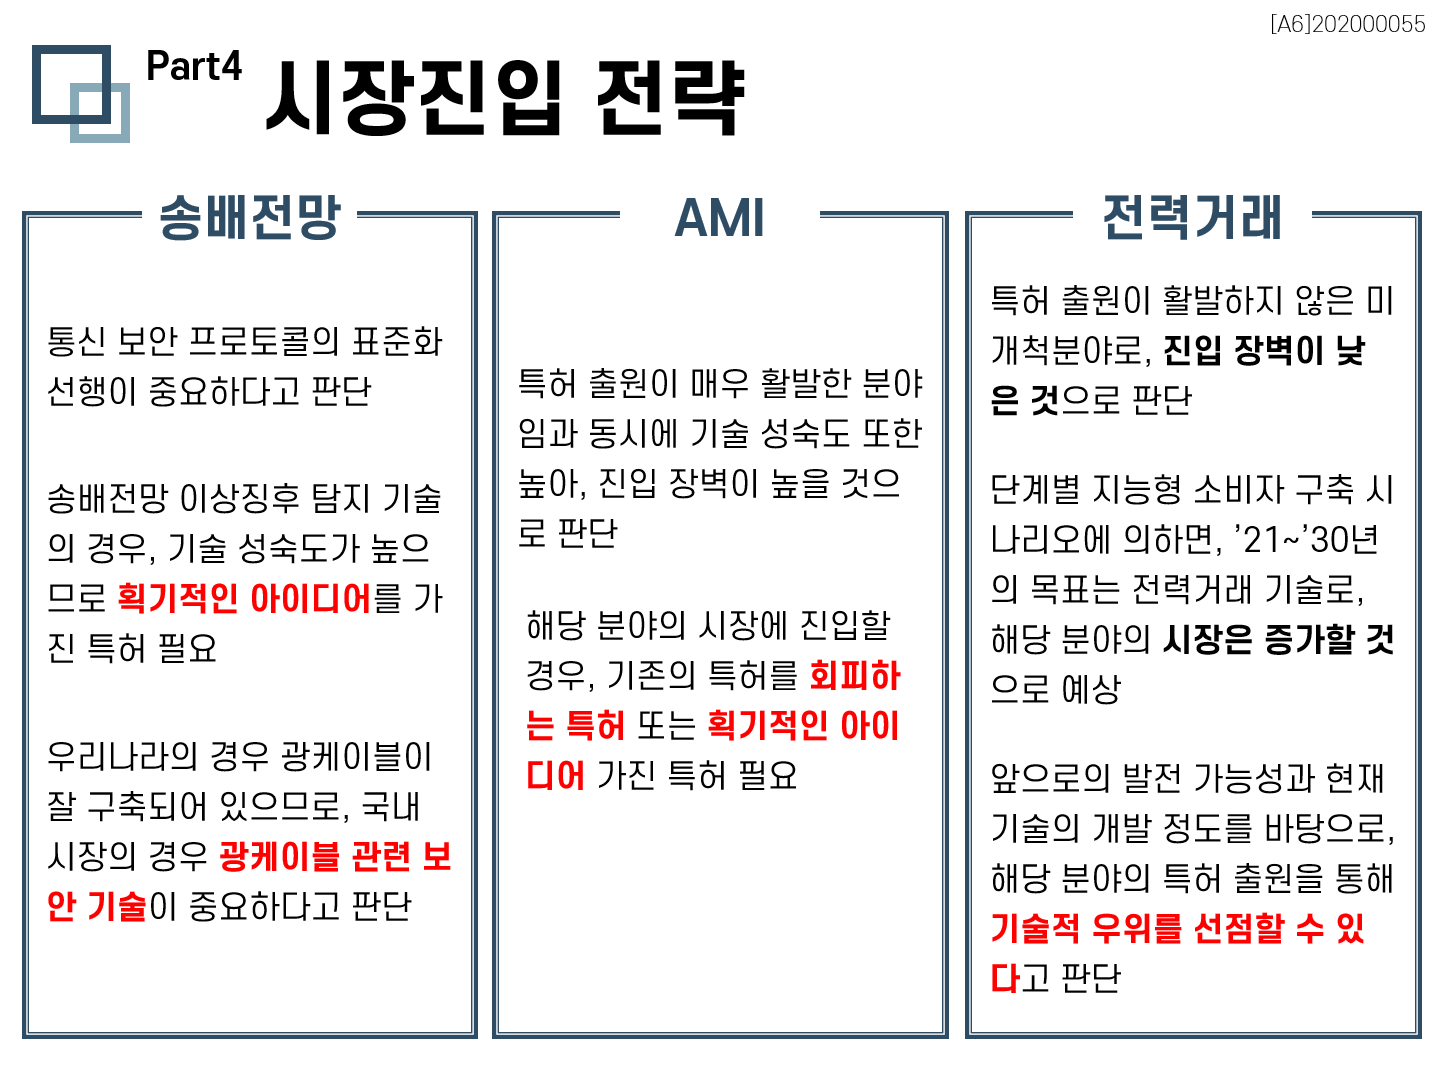 [A6]202000055
Part4
시장진입 전략
송배전망
통신 보안 프로토콜의 표준화
선행이 중요하다고 판단
송배전망 이상징후 탐지 기술
의 경우, 기술 성숙도가 높으
므로 획기적인 아이디어를 가
진 특허 필요
우리나라의 경우 광케이블이
잘 구축되어 있으므로, 국내
시장의 경우 광케이블 관련 보
안 기술이 중요하다고 판단
AMI
특허 출원이 매우 활발한 분야
임과 동시에 기술 성숙도 또한
높아, 진입 장벽이 높을 것으
로 판단
해당 분야의 시장에 진입할
경우, 기존의 특허를 회피하
는 특허 또는 획기적인 아이
디어 가진 특허 필요
전력거래
특허 출원이 활발하지 않은 미
개척분야로, 진입 장벽이 낮
은 것으로 판단
단계별 지능형 소비자 구축 시
나리오에 의하면, ’21~’30년
의 목표는 전력거래 기술로,
해당 분야의 시장은 증가할 것
으로 예상
앞으로의 발전 가능성과 현재
기술의 개발 정도를 바탕으로,
해당 분야의 특허 출원을 통해
기술적 우위를 선점할 수 있
다고 판단